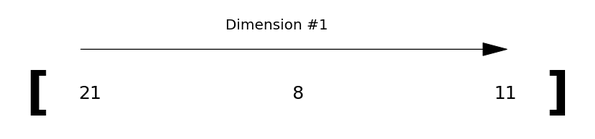 Dimension #1
[ 21 8 11 ]